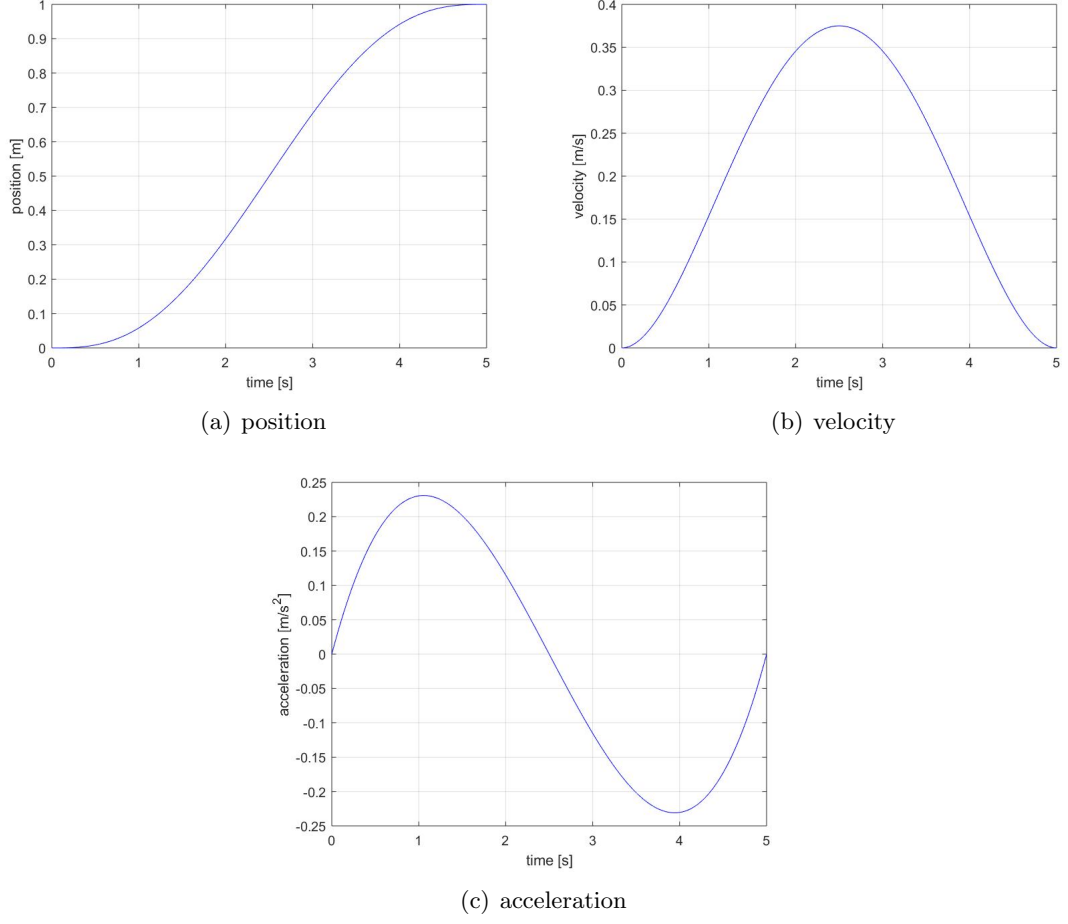 1
0.9
0.8
0.7
0.6
0.5
0.4
0.3
0.2
0.1
0
position [m]
0 1 2 3 4 5
time [s]
(a) position
0.4
0.35
0.3
0.25
0.2
0.15
0.1
0.05
0
velocity [m/s]
0 1 2 3 4 5
time [s]
(b) velocity
0.25
0.2
0.15
0.1
0.05
0
-0.05
-0.1
-0.15
-0.2
-0.25
acceleration [m/s²]
0 1 2 3 4 5
time [s]
(c) acceleration